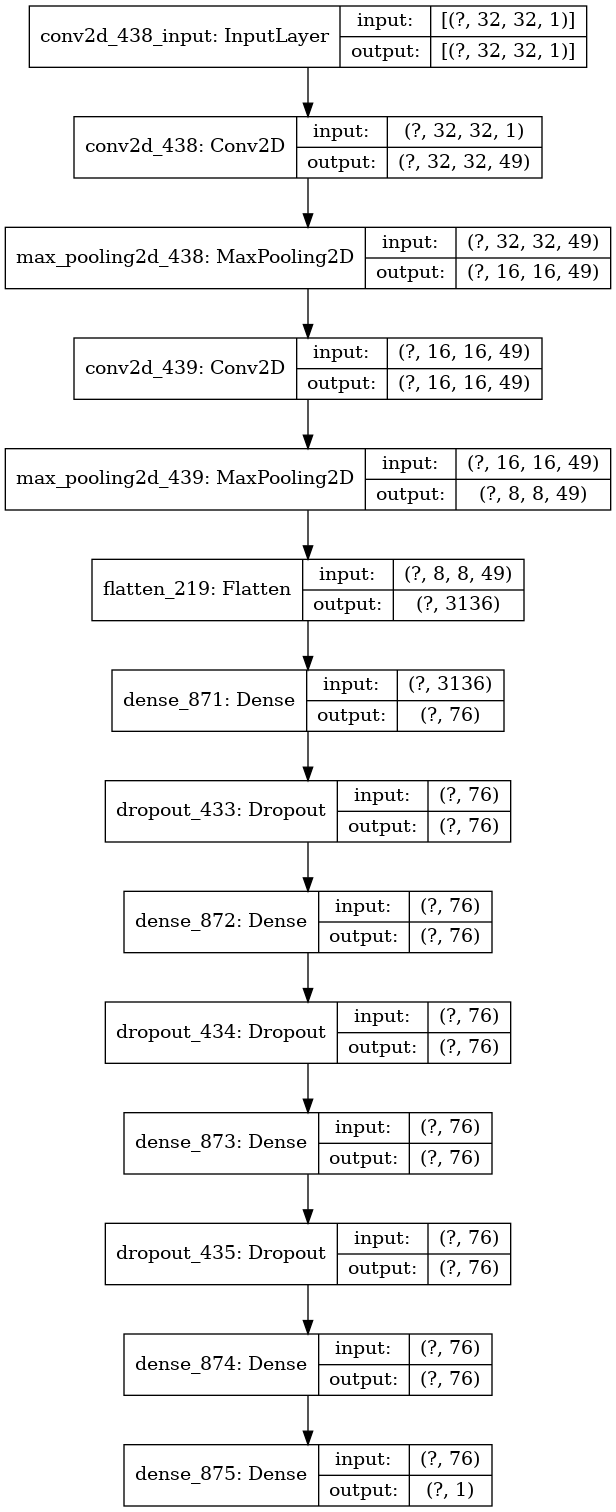 conv2d_438_input: InputLayer
input: [(?, 32, 32, 1)]
output: [(?, 32, 32, 1)]
conv2d_438: Conv2D
input: (?, 32, 32, 1)
output: (?, 32, 32, 49)
max_pooling2d_438: MaxPooling2D
input: (?, 32, 32, 49)
output: (?, 16, 16, 49)
conv2d_439: Conv2D
input: (?, 16, 16, 49)
output: (?, 16, 16, 49)
max_pooling2d_439: MaxPooling2D
input: (?, 16, 16, 49)
output: (?, 8, 8, 49)
flatten_219: Flatten
input: (?, 8, 8, 49)
output: (?, 3136)
dense_871: Dense
input: (?, 3136)
output: (?, 76)
dropout_433: Dropout
input: (?, 76)
output: (?, 76)
dense_872: Dense
input: (?, 76)
output: (?, 76)
dropout_434: Dropout
input: (?, 76)
output: (?, 76)
dense_873: Dense
input: (?, 76)
output: (?, 76)
dropout_435: Dropout
input: (?, 76)
output: (?, 76)
dense_874: Dense
input: (?, 76)
output: (?, 76)
dense_875: Dense
input: (?, 76)
output: (?, 1)